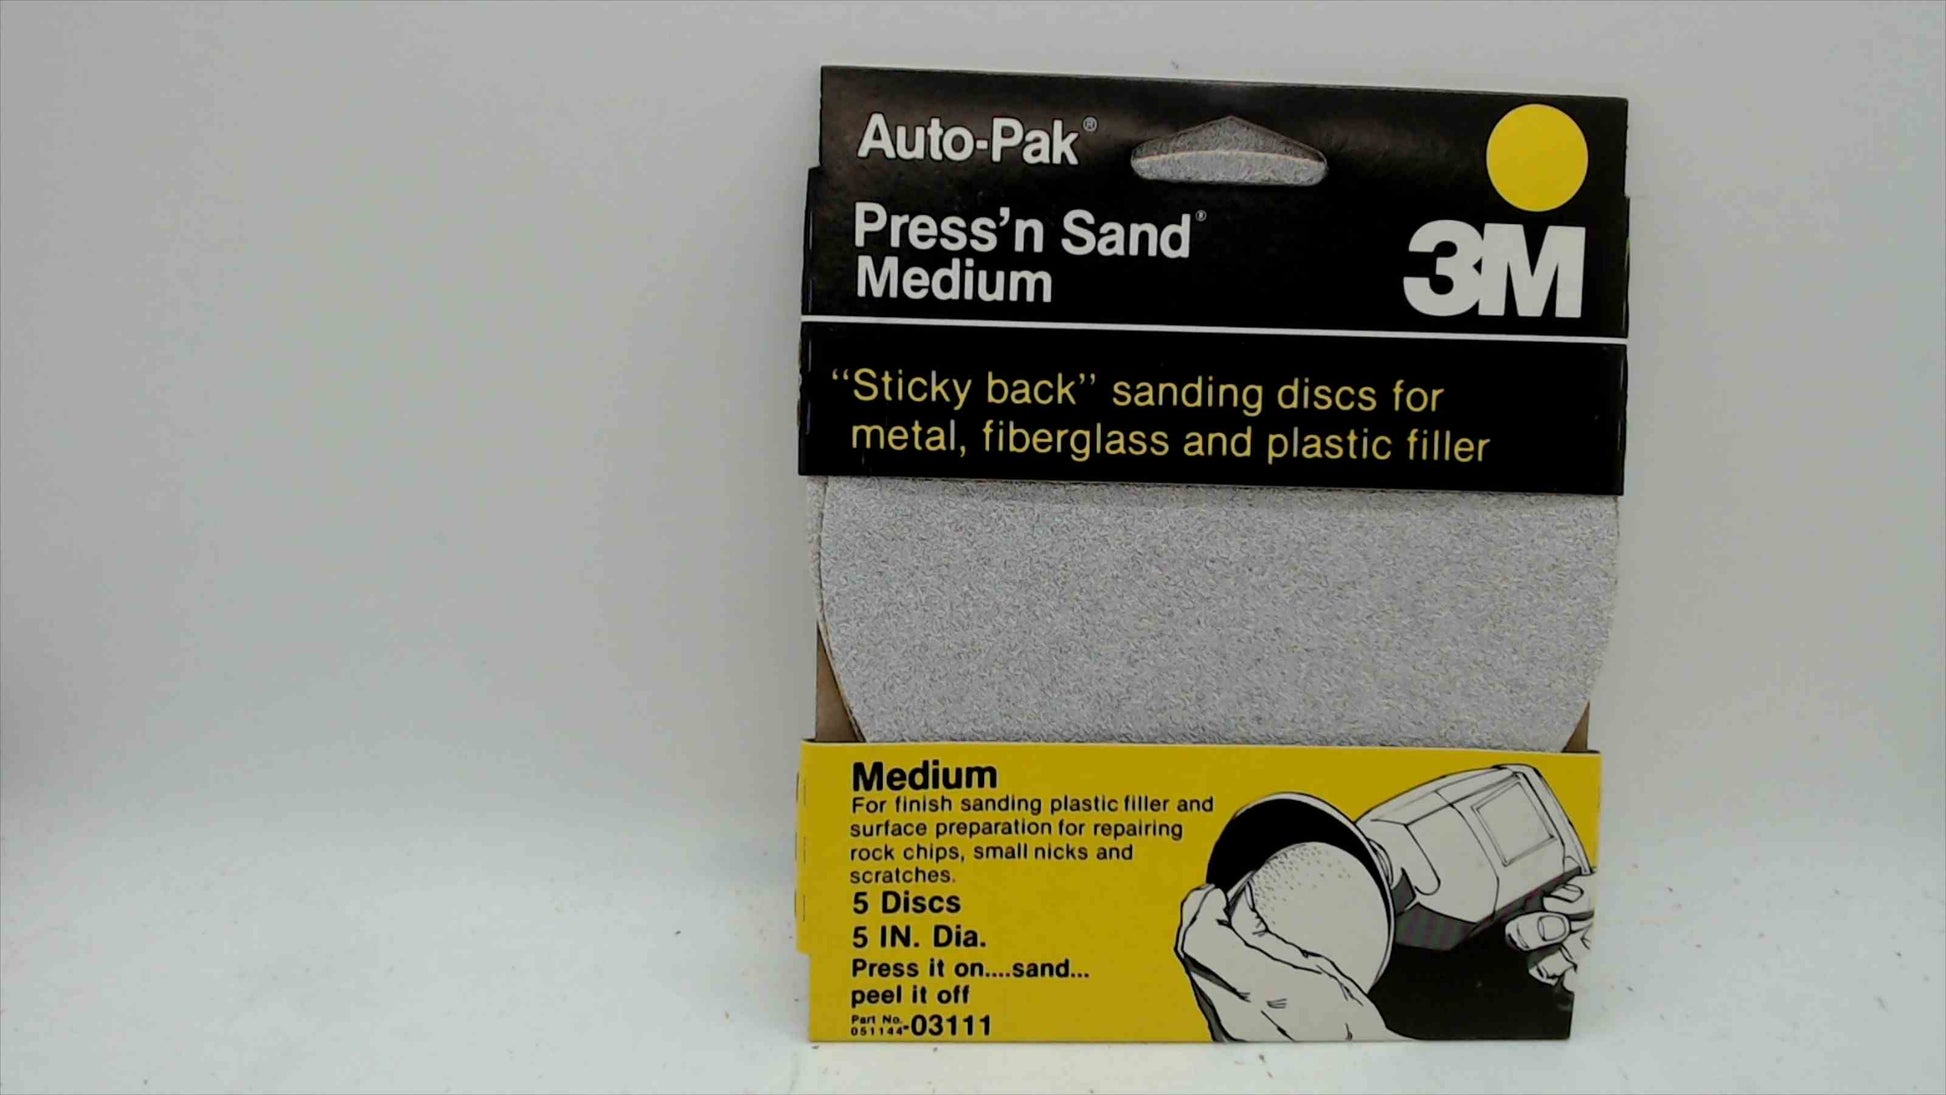 Auto-Pak®
Press'n Sand®
Medium
3M
“Sticky back” sanding discs for
metal, fiberglass and plastic filler
Medium
For finish sanding plastic filler and
surface preparation for repairing
rock chips, small nicks and
scratches.
5 Discs
5 IN. Dia.
Press it on....sand...
peel it off
Part No.
051144-03111